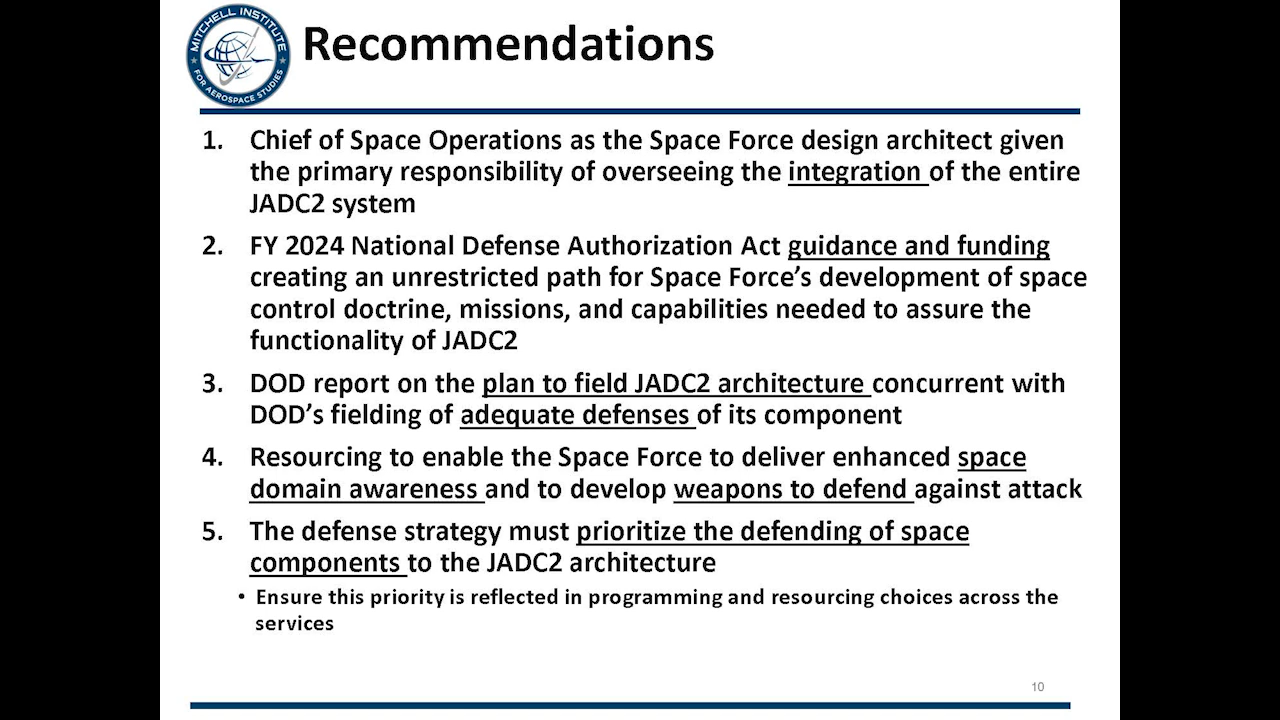 MITCHELL INSTITUTE
FOR AEROSPACE STUDIES
Recommendations
1. Chief of Space Operations as the Space Force design architect given
the primary responsibility of overseeing the integration of the entire
JADC2 system
2. FY 2024 National Defense Authorization Act guidance and funding
creating an unrestricted path for Space Force’s development of space
control doctrine, missions, and capabilities needed to assure the
functionality of JADC2
3. DOD report on the plan to field JADC2 architecture concurrent with
DOD’s fielding of adequate defenses of its component
4. Resourcing to enable the Space Force to deliver enhanced space
domain awareness and to develop weapons to defend against attack
5. The defense strategy must prioritize the defending of space
components to the JADC2 architecture
• Ensure this priority is reflected in programming and resourcing choices across the
services
10